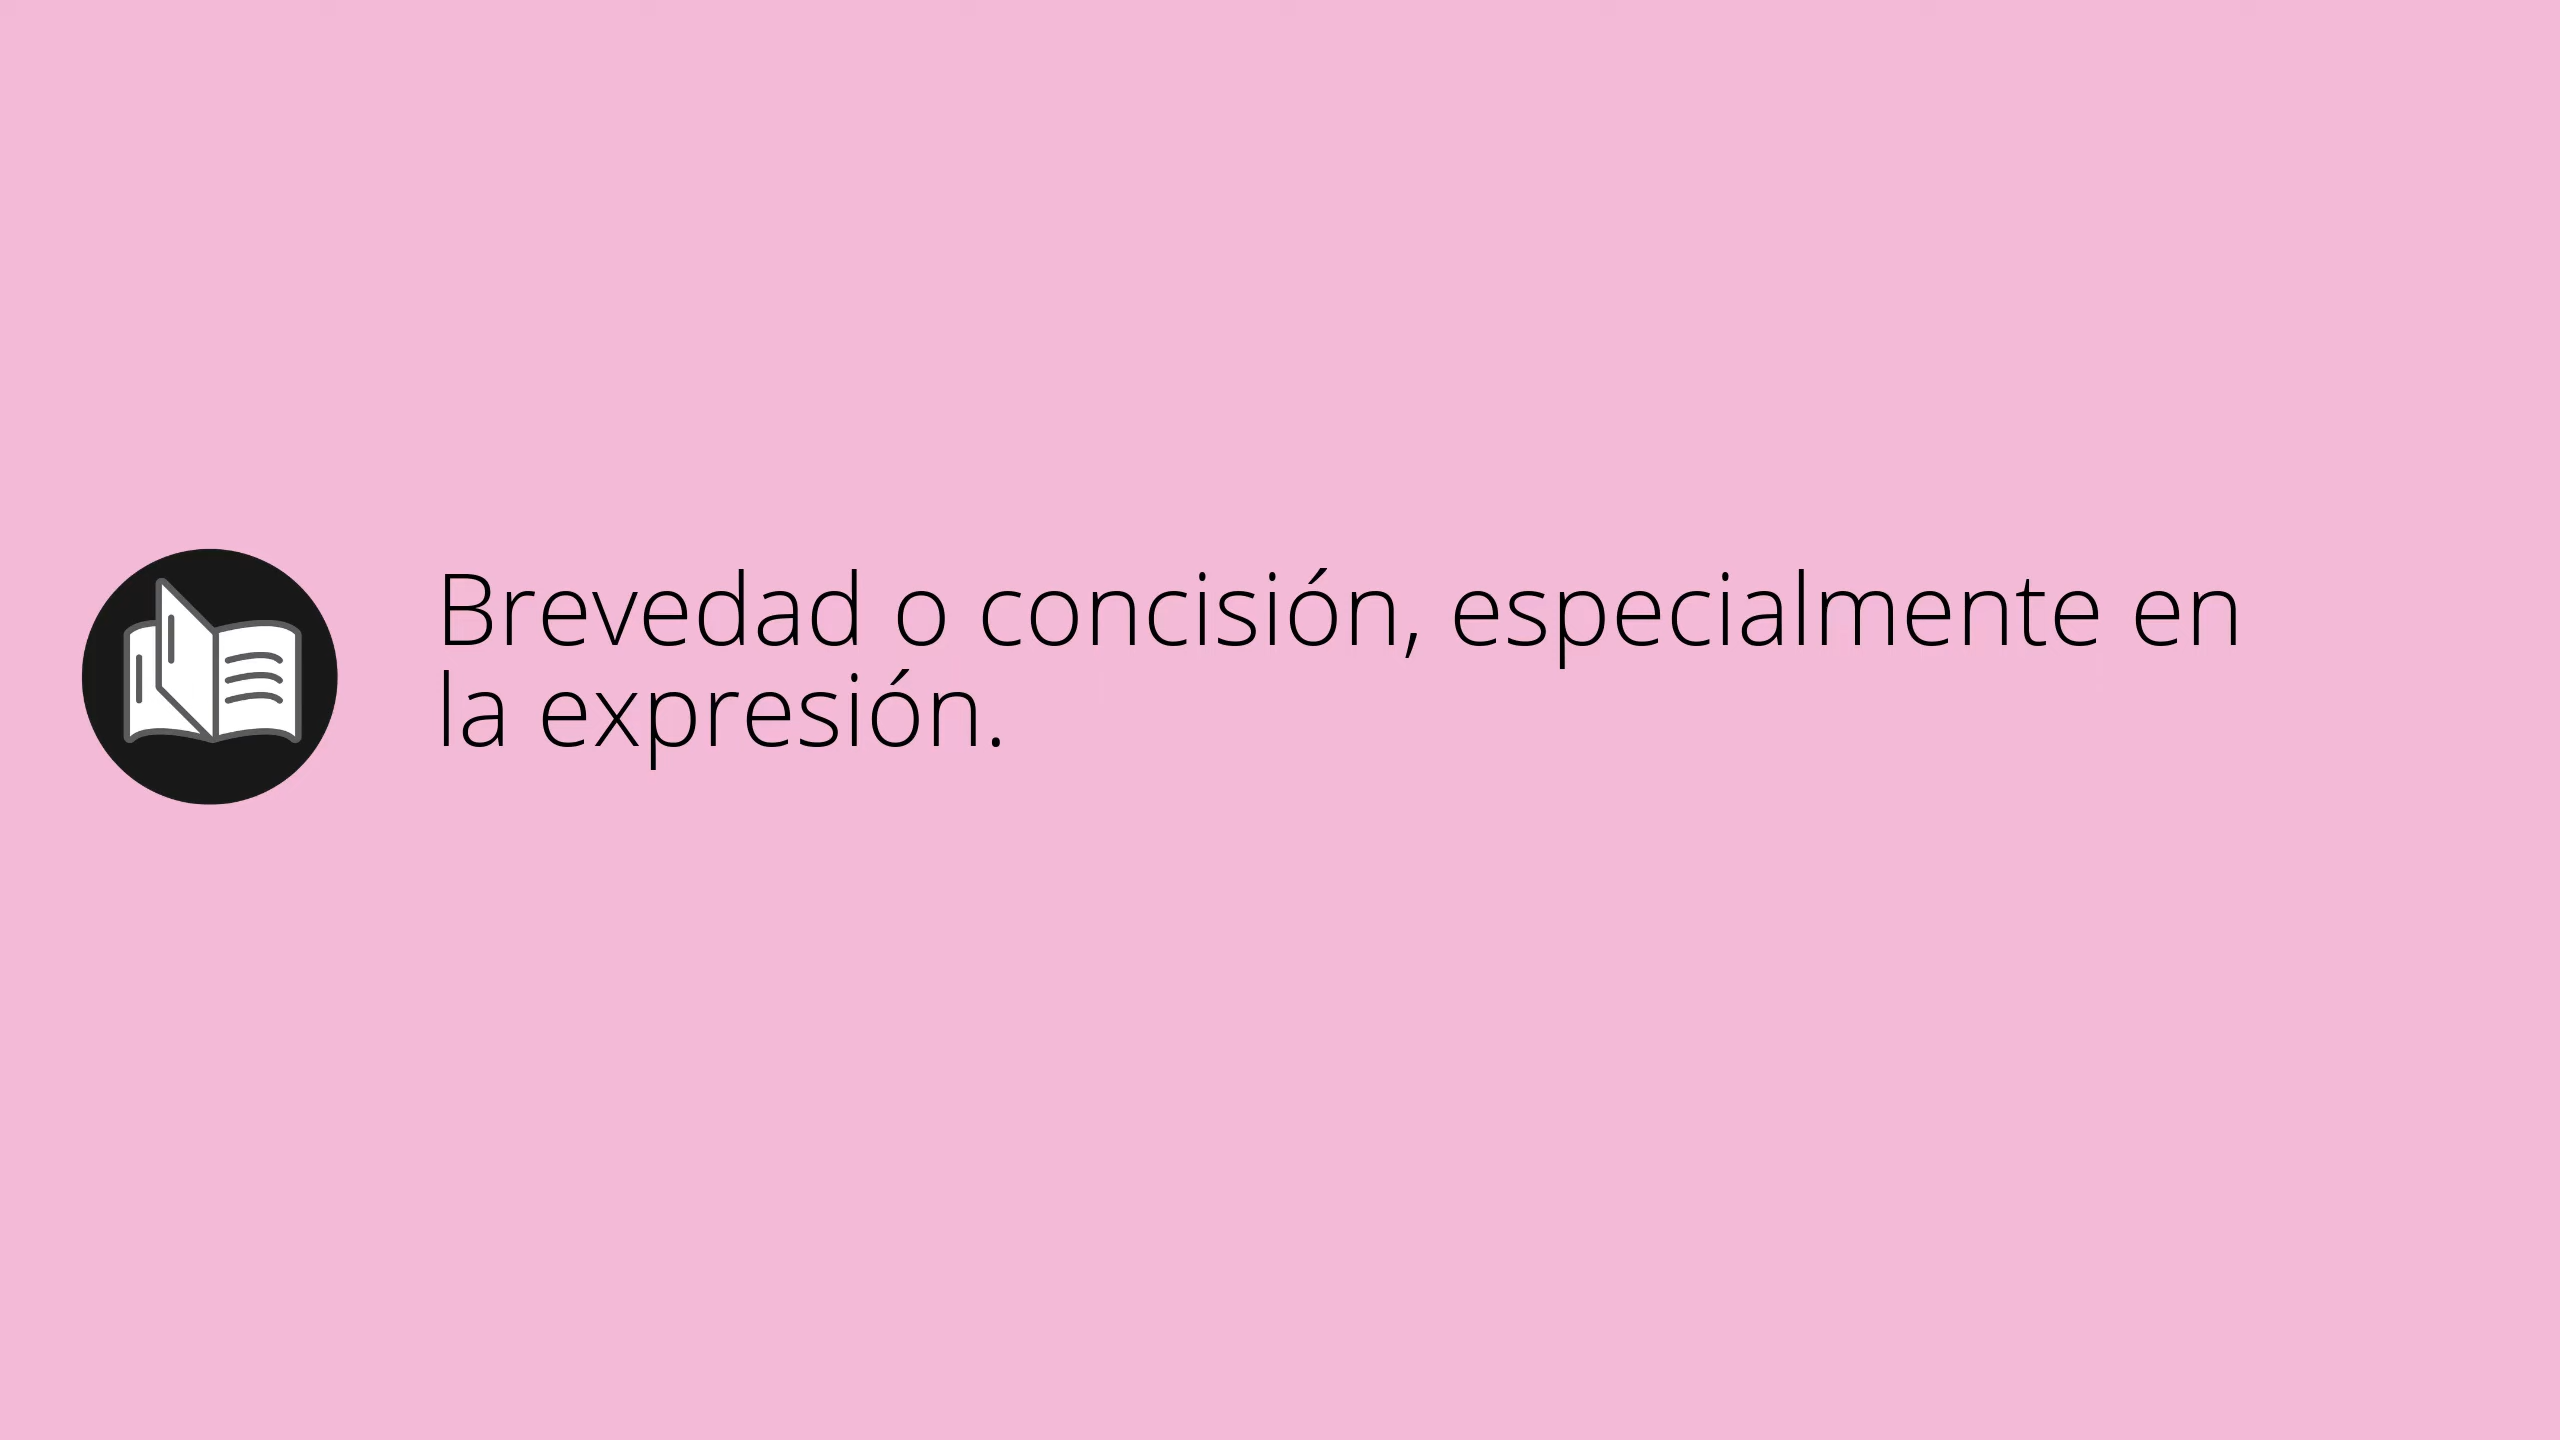 Brevedad o concisión, especialmente en
la expresión.